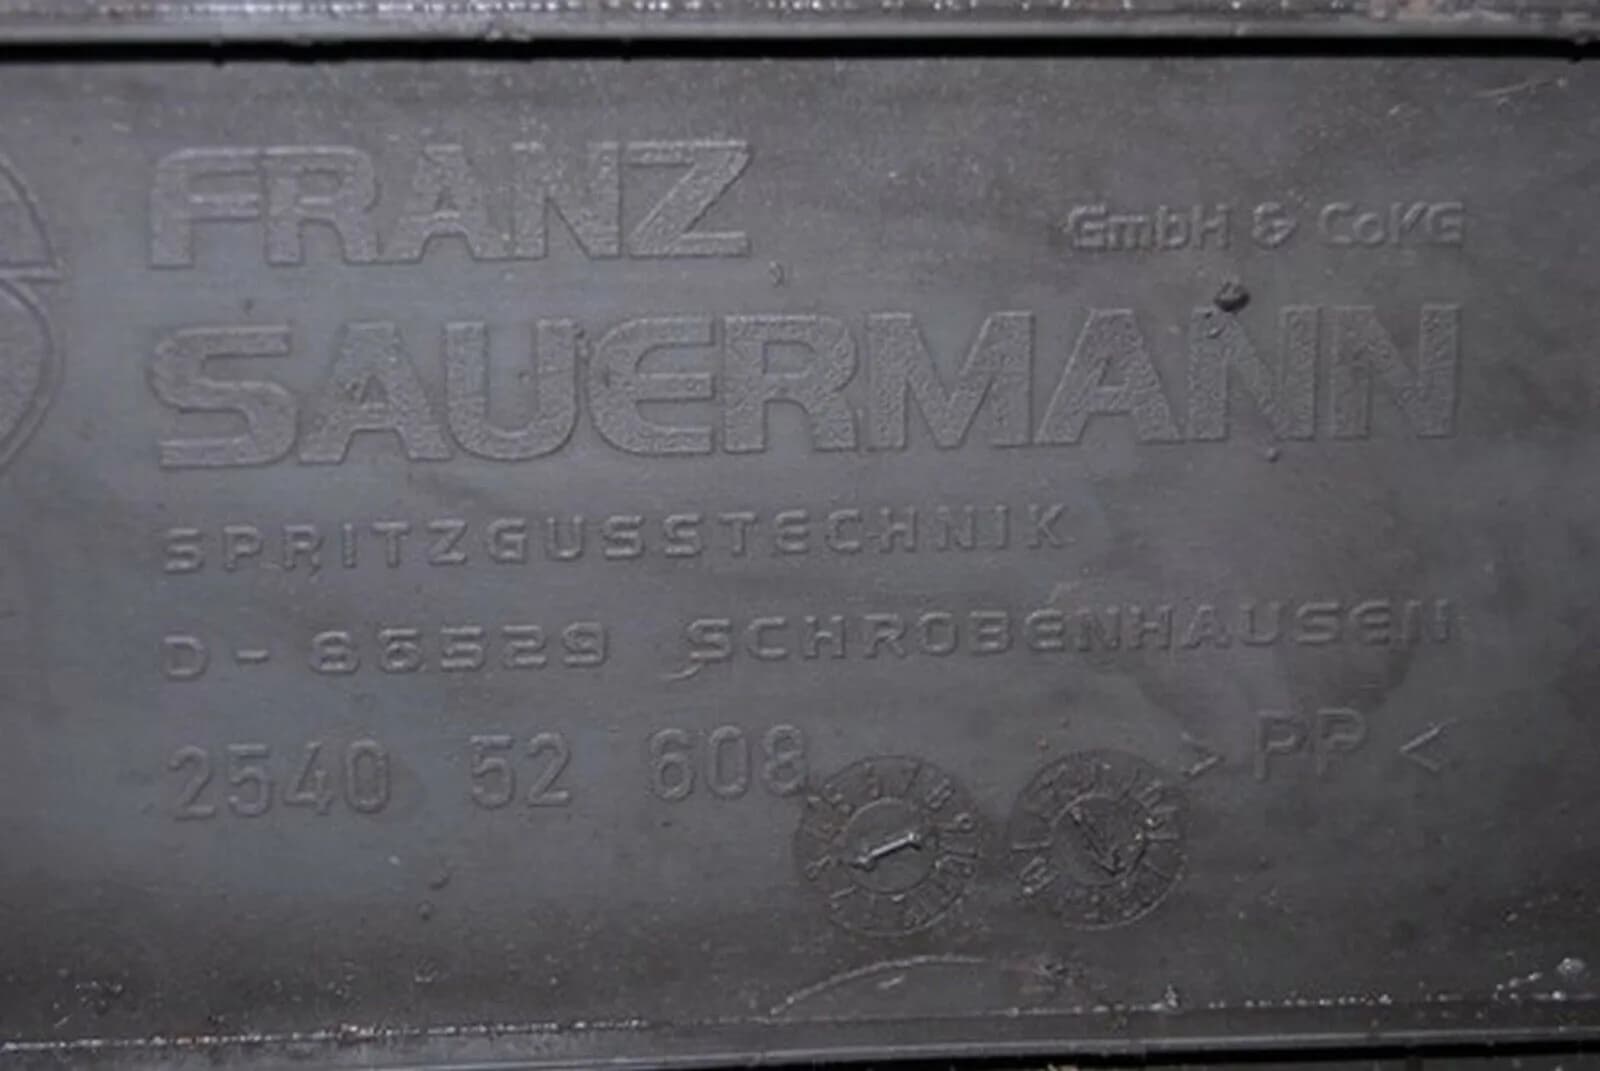 FRANZ GmbH & CoKG
SAUERMANN
SPRITZGUSSTECHNIK
D-86529 SCHROBENHAUSEN
2540 52 608 >PP<